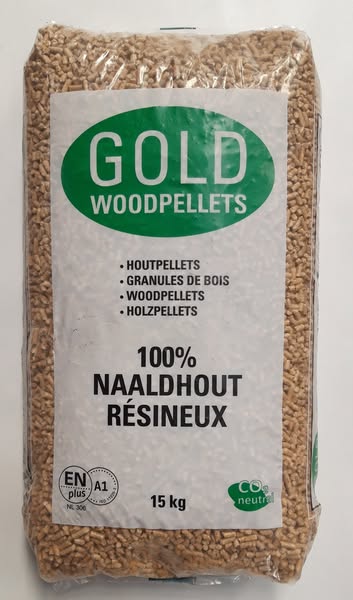 GOLD
WOODPELLETS
• HOUTPELLETS
• GRANULES DE BOIS
• WOODPELLETS
• HOLZPELLETS
100%
NAALDHOUT
RÉSINEUX
EN
plus
A1
NL 306
15 kg
CO2
neutral